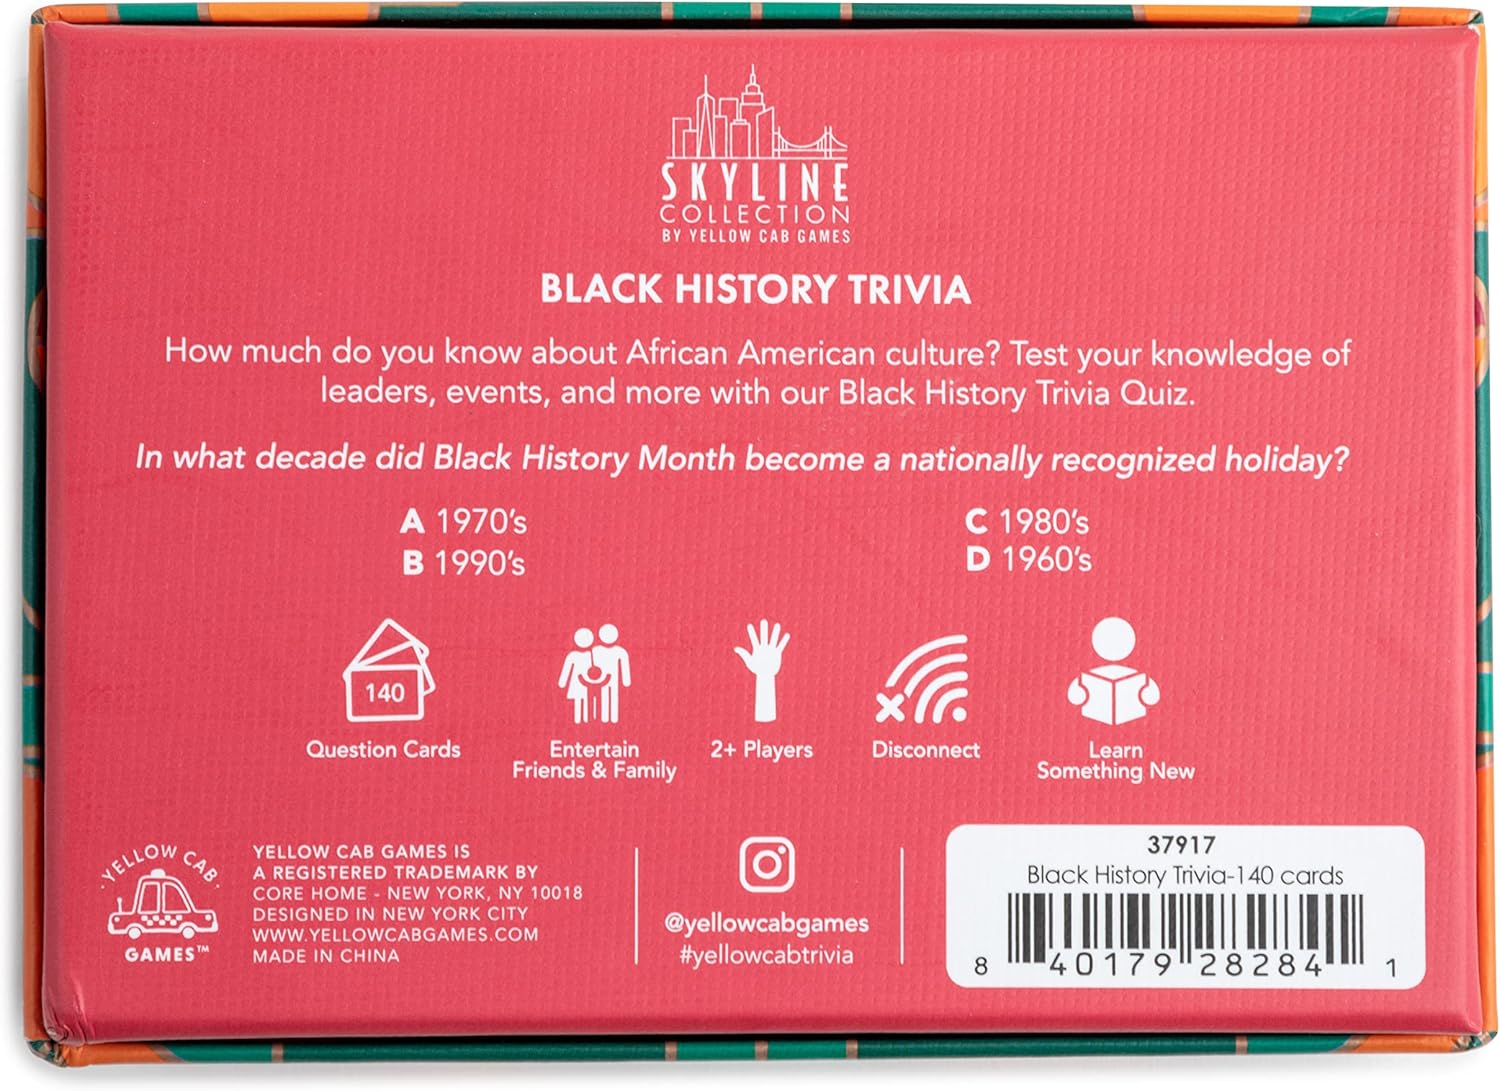 SKYLINE
COLLECTION
BY YELLOW CAB GAMES
BLACK HISTORY TRIVIA
How much do you know about African American culture? Test your knowledge of
leaders, events, and more with our Black History Trivia Quiz.
In what decade did Black History Month become a nationally recognized holiday?
A 1970's
B 1990's
C 1980's
D 1960's
140
Question Cards
Entertain
Friends & Family
2+ Players
Disconnect
Learn
Something New
YELLOW CAB
GAMES™
YELLOW CAB GAMES IS
A REGISTERED TRADEMARK BY
CORE HOME - NEW YORK, NY 10018
DESIGNED IN NEW YORK CITY
WWW.YELLOWCABGAMES.COM
MADE IN CHINA
@yellowcabgames
#yellowcabtrivia
37917
Black History Trivia-140 cards
8 40179 28284 1